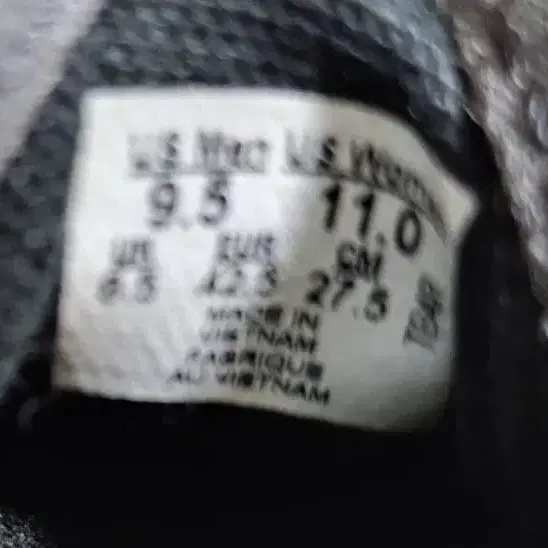 U.S. Men U.S. Women
9.5 11.0
UK EUR CM
8.5 42.5 27.5
MADE IN
VIETNAM
FABRIQUE
AU VIETNAM
TEAR